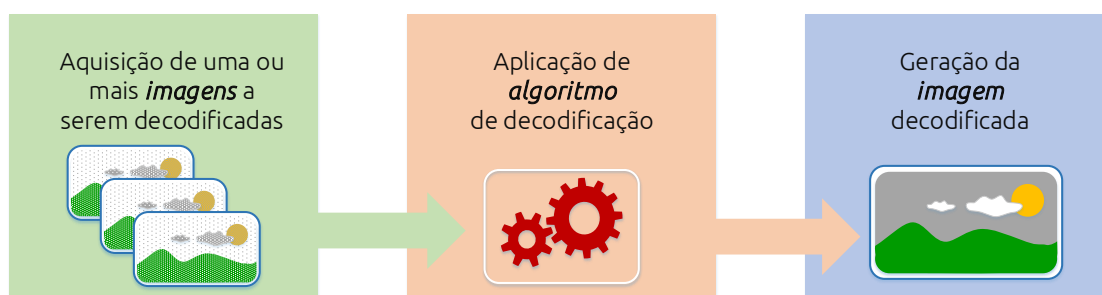 Aquisição de uma ou
mais imagens a
serem decodificadas
Aplicação de
algoritmo
de decodificação
Geração da
imagem
decodificada